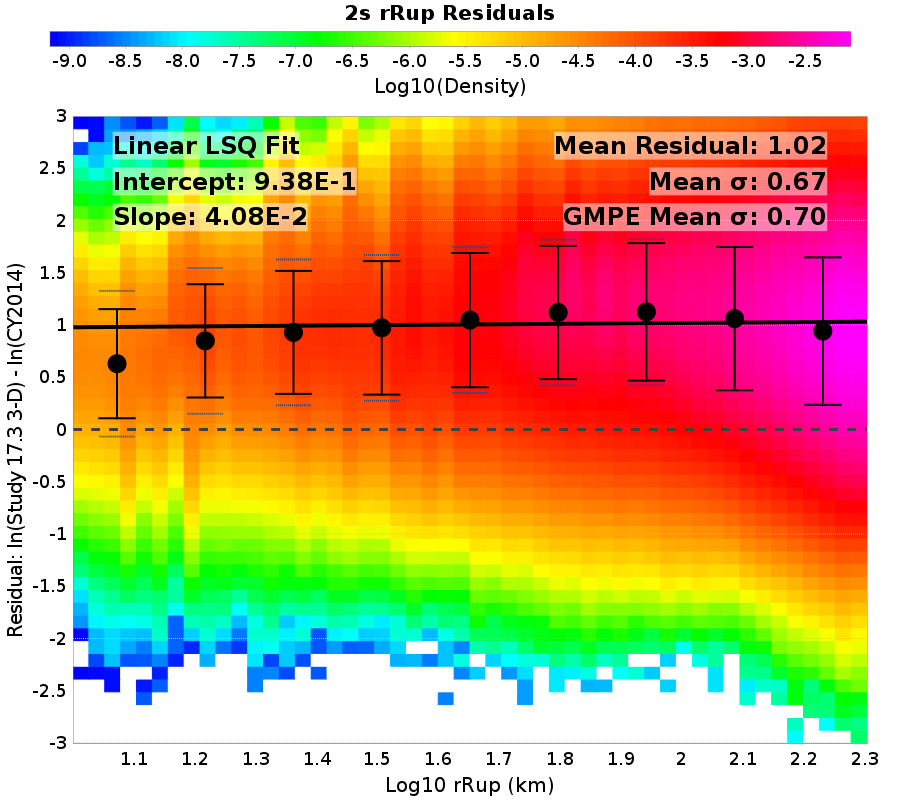 2s rRup Residuals
-9.0 -8.5 -8.0 -7.5 -7.0 -6.5 -6.0 -5.5 -5.0 -4.5 -4.0 -3.5 -3.0 -2.5
Log10(Density)
Linear LSQ Fit
Intercept: 9.38E-1
Slope: 4.08E-2
Mean Residual: 1.02
Mean σ: 0.67
GMPE Mean σ: 0.70
Residual: ln(Study 17.3 3-D) - ln(CY2014)
3
2.5
2
1.5
1
0.5
0
-0.5
-1
-1.5
-2
-2.5
-3
1.1 1.2 1.3 1.4 1.5 1.6 1.7 1.8 1.9 2 2.1 2.2 2.3
Log10 rRup (km)